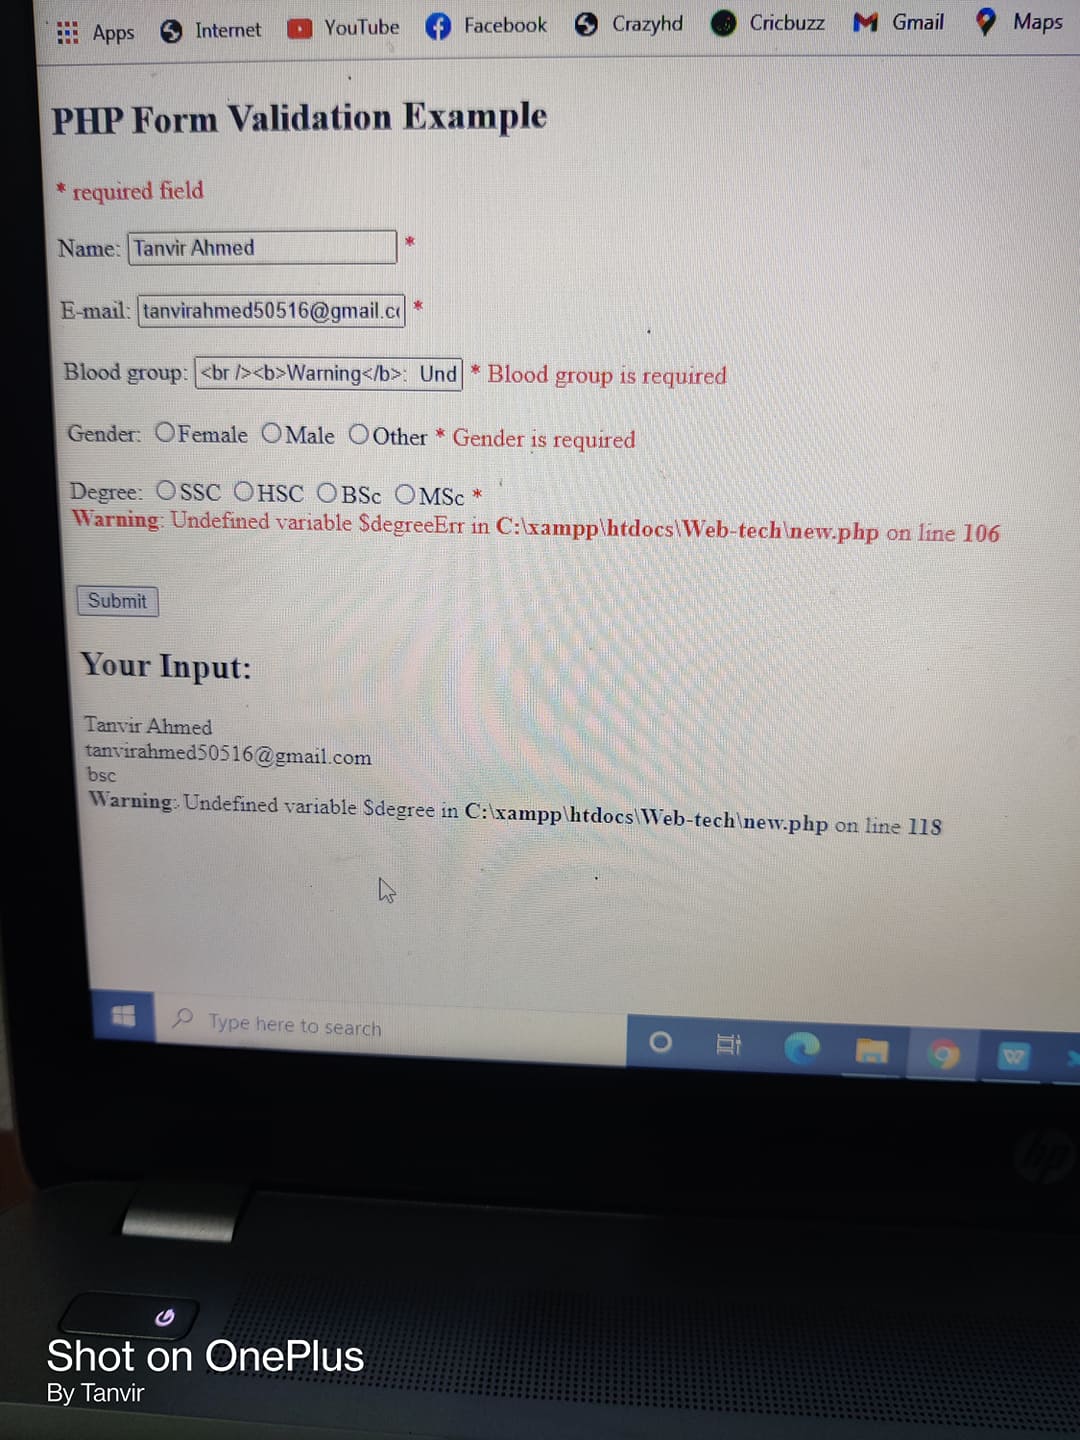 Apps Internet YouTube Facebook Crazyhd Cricbuzz Gmail Maps
PHP Form Validation Example
* required field
Name: Tanvir Ahmed *
E-mail: tanvirahmed50516@gmail.co *
Blood group: <br /><b>Warning</b>: Und * Blood group is required
Gender: Female Male Other * Gender is required
Degree: SSC HSC BSc MSc *
Warning: Undefined variable $degreeErr in C:\xampp\htdocs\Web-tech\new.php on line 106
Submit
Your Input:
Tanvir Ahmed
tanvirahmed50516@gmail.com
bsc
Warning: Undefined variable $degree in C:\xampp\htdocs\Web-tech\new.php on line 118
Type here to search
hp
Shot on OnePlus
By Tanvir